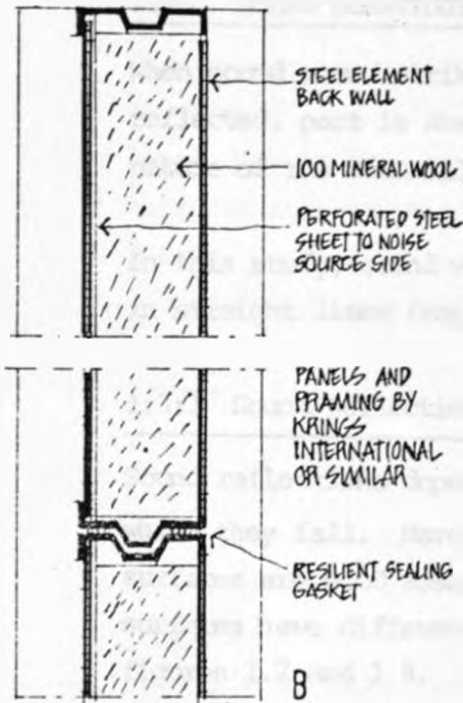 STEEL ELEMENT
BACK WALL
100 MINERAL WOOL
PERFORATED STEEL
SHEET TO NOISE
SOURCE SIDE
PANELS AND
FRAMING BY
KRINGS
INTERNATIONAL
OR SIMILAR
RESILIENT SEALING
GASKET
B